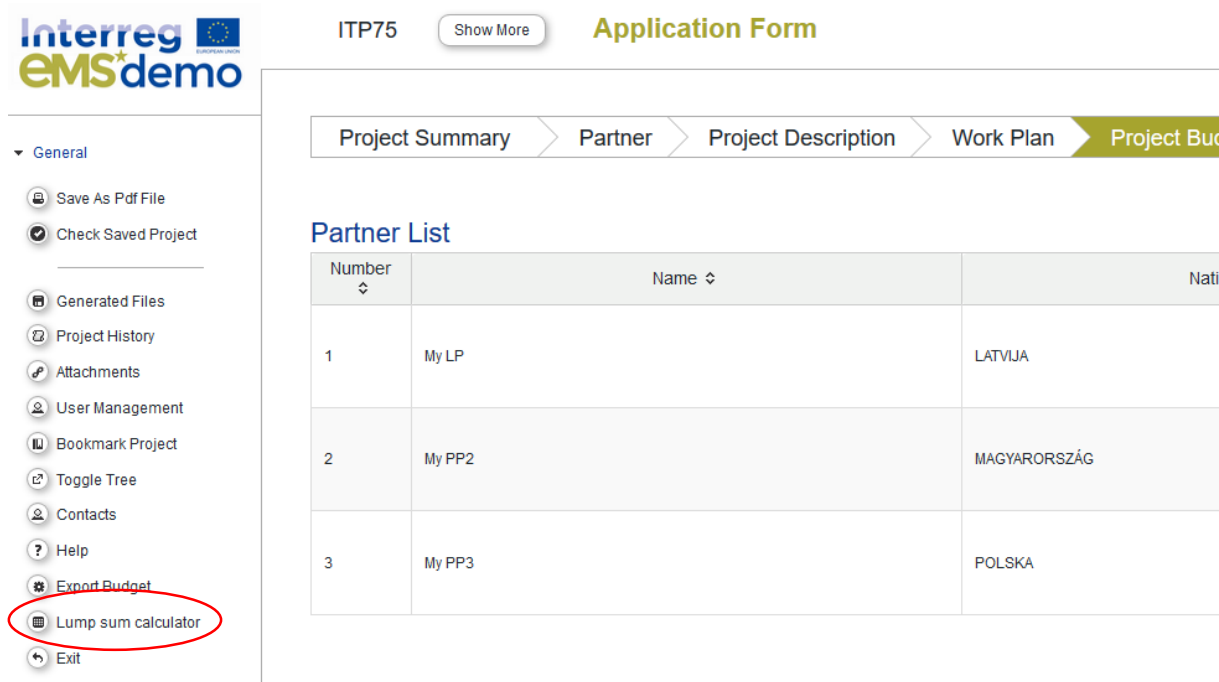 Interreg
EUROPEAN UNION
eMS demo
ITP75
Show More
Application Form
General
Save As Pdf File
Check Saved Project
Generated Files
Project History
Attachments
User Management
Bookmark Project
Toggle Tree
Contacts
Help
Export Budget
Lump sum calculator
Exit
Project Summary
Partner
Project Description
Work Plan
Project Bud
Partner List
Number
Name
Nati
1
My LP
LATVIJA
2
My PP2
MAGYARORSZÁG
3
My PP3
POLSKA